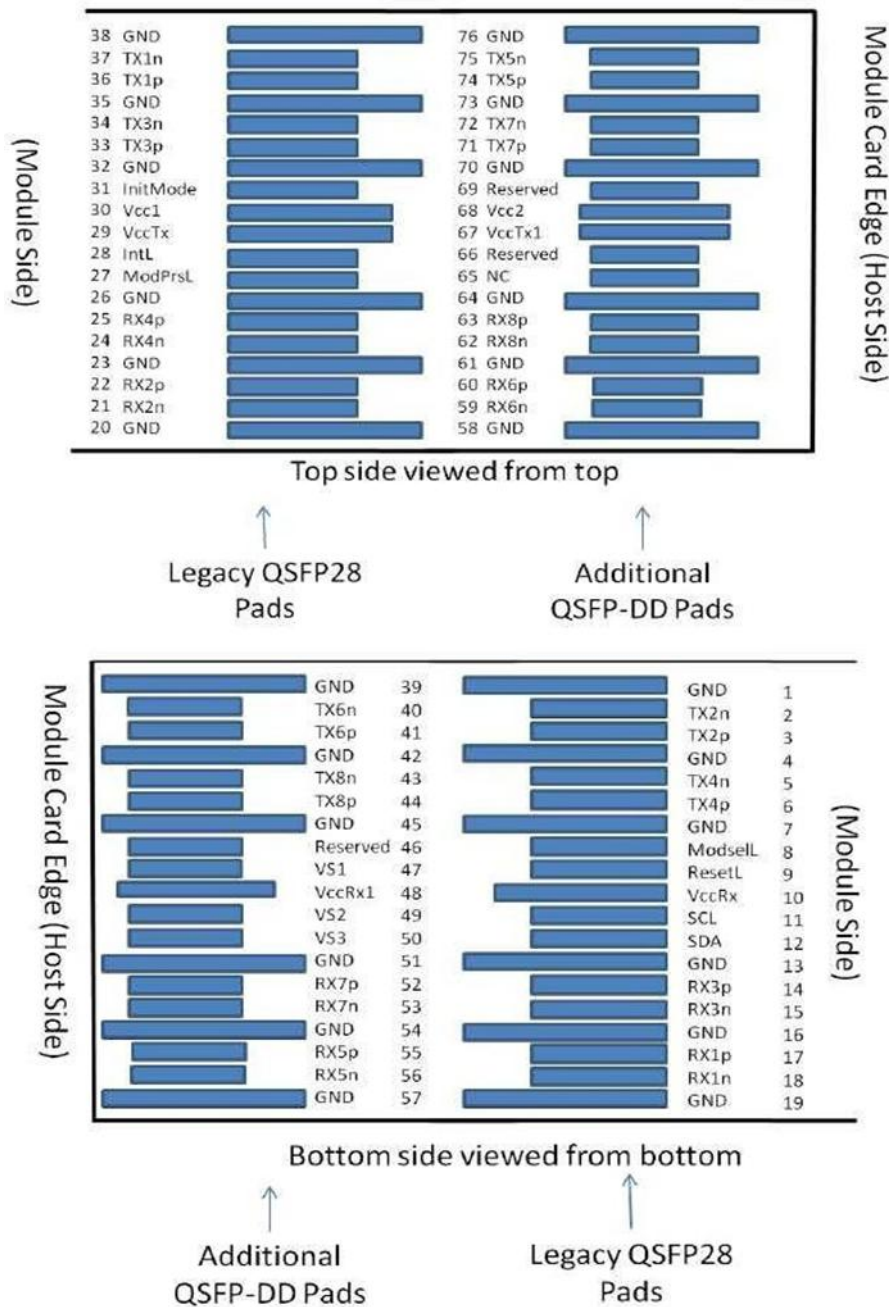 38 GND 76 GND
37 TX1n 75 TX5n
36 TX1p 74 TX5p
35 GND 73 GND
34 TX3n 72 TX7n
33 TX3p 71 TX7p
32 GND 70 GND
31 InitMode 69 Reserved
30 Vcc1 68 Vcc2
29 VccTx 67 VccTx1
28 IntL 66 Reserved
27 ModPrsL 65 NC
26 GND 64 GND
25 RX4p 63 RX8p
24 RX4n 62 RX8n
23 GND 61 GND
22 RX2p 60 RX6p
21 RX2n 59 RX6n
20 GND 58 GND
(Module Side)
Module Card Edge (Host Side)
Top side viewed from top
Legacy QSFP28
Pads
Additional
QSFP-DD Pads
Module Card Edge (Host Side)
GND 39 GND 1
TX6n 40 TX2n 2
TX6p 41 TX2p 3
GND 42 GND 4
TX8n 43 TX4n 5
TX8p 44 TX4p 6
GND 45 GND 7
Reserved 46 ModselL 8
VS1 47 ResetL 9
VccRx1 48 VccRx 10
VS2 49 SCL 11
VS3 50 SDA 12
GND 51 GND 13
RX7p 52 RX3p 14
RX7n 53 RX3n 15
GND 54 GND 16
RX5p 55 RX1p 17
RX5n 56 RX1n 18
GND 57 GND 19
(Module Side)
Bottom side viewed from bottom
Additional
QSFP-DD Pads
Legacy QSFP28
Pads